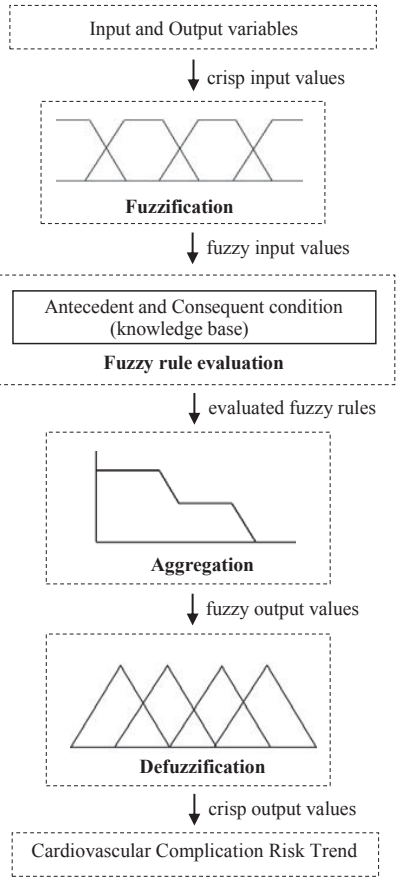 Input and Output variables
crisp input values
Fuzzification
fuzzy input values
Antecedent and Consequent condition
(knowledge base)
Fuzzy rule evaluation
evaluated fuzzy rules
Aggregation
fuzzy output values
Defuzzification
crisp output values
Cardiovascular Complication Risk Trend